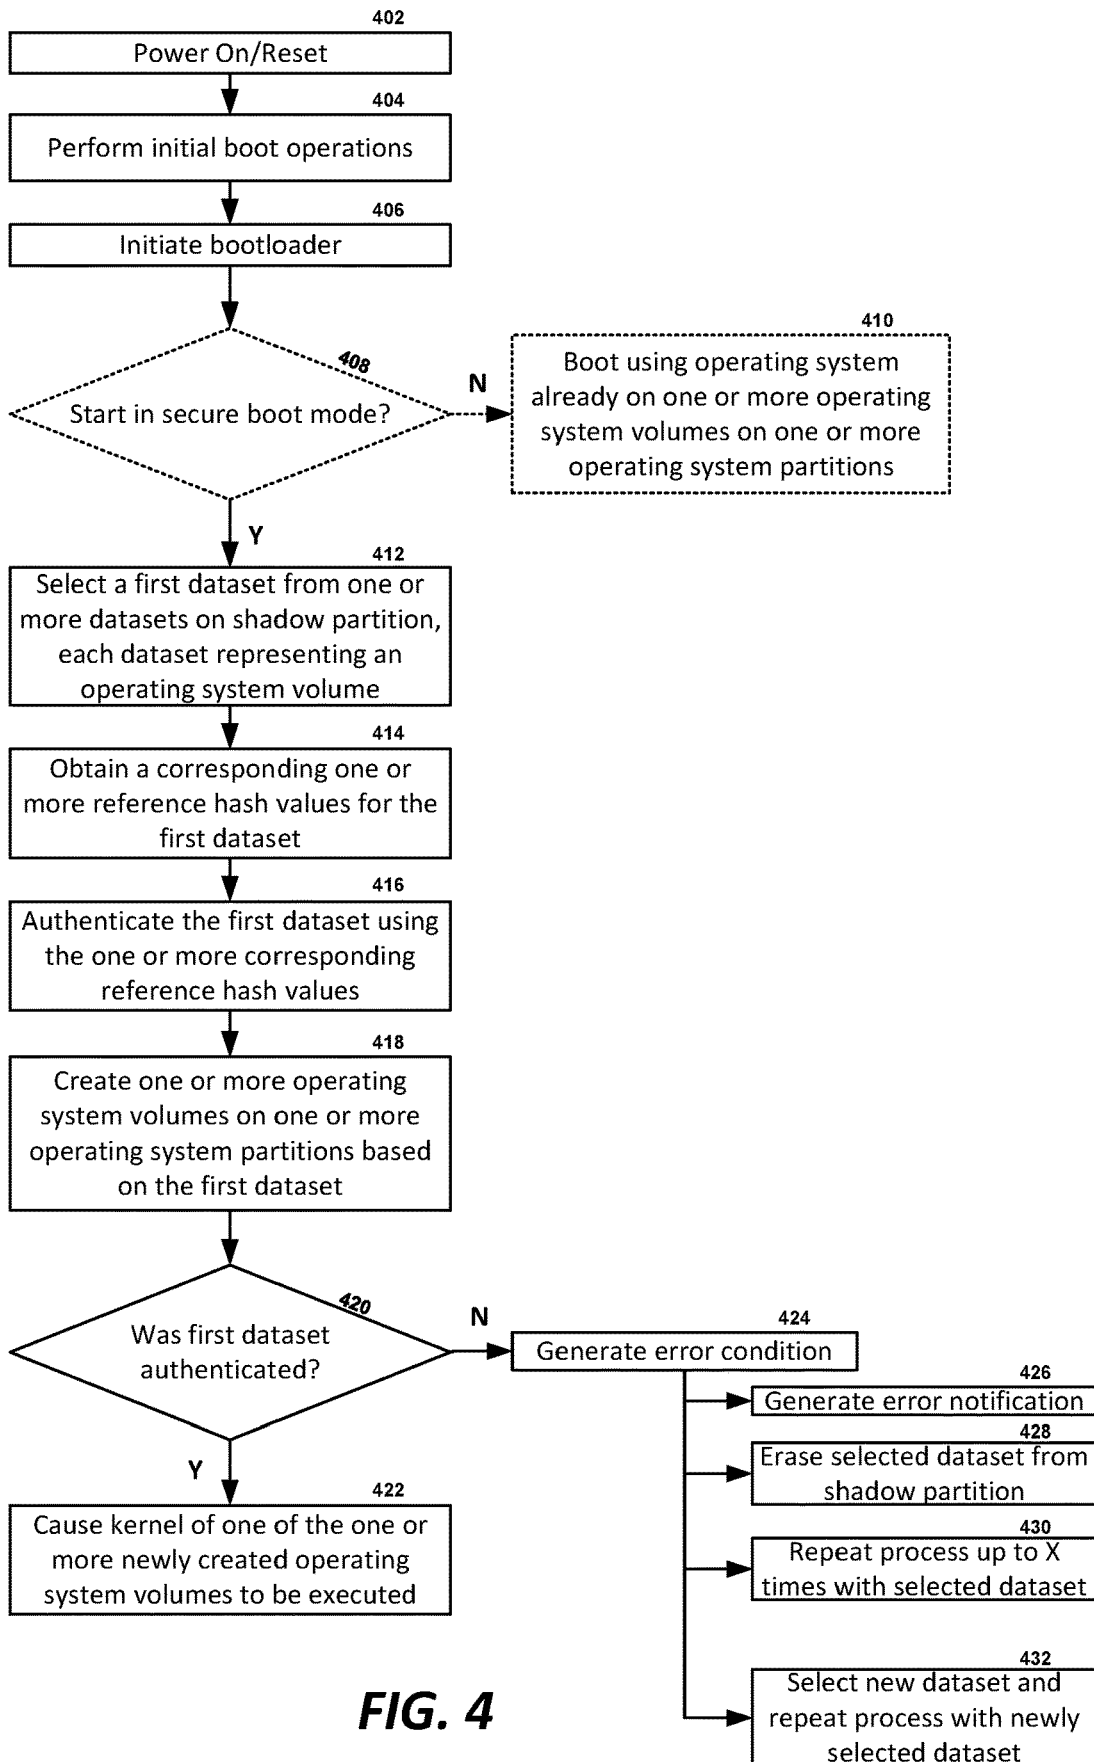 402
Power On/Reset
404
Perform initial boot operations
406
Initiate bootloader
408
Start in secure boot mode?
N
410
Boot using operating system
already on one or more operating
system volumes on one or more
operating system partitions
Y
412
Select a first dataset from one or
more datasets on shadow partition,
each dataset representing an
operating system volume
414
Obtain a corresponding one or
more reference hash values for the
first dataset
416
Authenticate the first dataset using
the one or more corresponding
reference hash values
418
Create one or more operating
system volumes on one or more
operating system partitions based
on the first dataset
420
Was first dataset
authenticated?
N
424
Generate error condition
426
Generate error notification
428
Erase selected dataset from
shadow partition
Y
422
Cause kernel of one of the one or
more newly created operating
system volumes to be executed
430
Repeat process up to X
times with selected dataset
432
Select new dataset and
repeat process with newly
selected dataset
FIG. 4